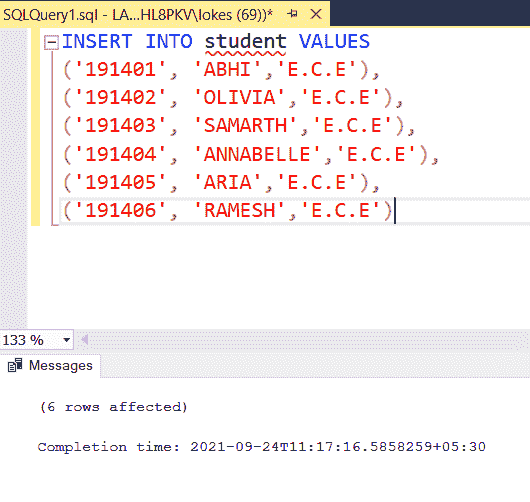 SQLQuery1.sql - LA...HL8PKV\lokes (69))*
INSERT INTO student VALUES
('191401', 'ABHI','E.C.E'),
('191402', 'OLIVIA','E.C.E'),
('191403', 'SAMARTH','E.C.E'),
('191404', 'ANNABELLE','E.C.E'),
('191405', 'ARIA','E.C.E'),
('191406', 'RAMESH','E.C.E')
133 %
Messages
(6 rows affected)
Completion time: 2021-09-24T11:17:16.5858259+05:30